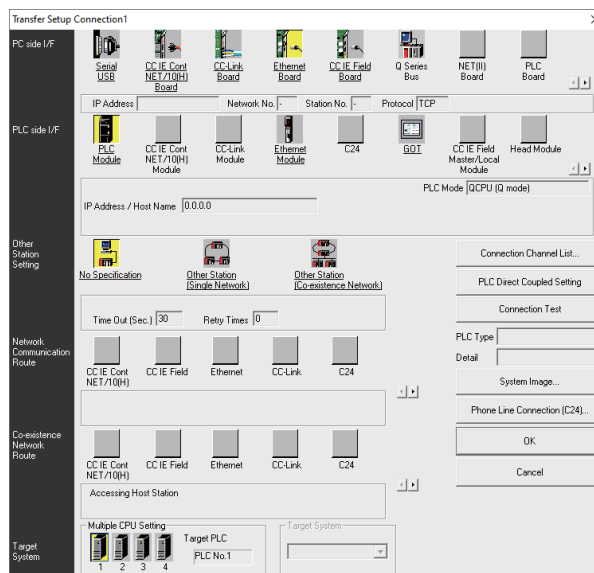 Transfer Setup Connection1
PC side I/F
Serial USB
CC IE Cont NET/10(H) Board
CC-Link Board
Ethernet Board
CC IE Field Board
Q Series Bus
NET(II) Board
PLC Board
IP Address
Network No. -
Station No. -
Protocol TCP
PLC side I/F
PLC Module
CC IE Cont NET/10(H) Module
CC-Link Module
Ethernet Module
C24
GOT
CC IE Field Master/Local Module
Head Module
PLC Mode QCPU (Q mode)
IP Address / Host Name 0.0.0.0
Other Station Setting
No Specification
Other Station (Single Network)
Other Station (Co-existence Network)
Time Out (Sec.) 30
Retry Times 0
Network Communication Route
CC IE Cont NET/10(H)
CC IE Field
Ethernet
CC-Link
C24
Co-existence Network Route
CC IE Cont NET/10(H)
CC IE Field
Ethernet
CC-Link
C24
Accessing Host Station
Target System
Multiple CPU Setting
1 2 3 4
Target PLC
PLC No.1
Target System
Connection Channel List...
PLC Direct Coupled Setting
Connection Test
PLC Type
Detail
System Image...
Phone Line Connection (C24)...
OK
Cancel